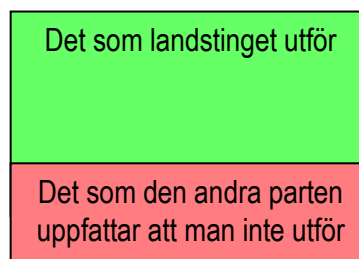 Det som landstinget utför
Det som den andra parten
uppfattar att man inte utför